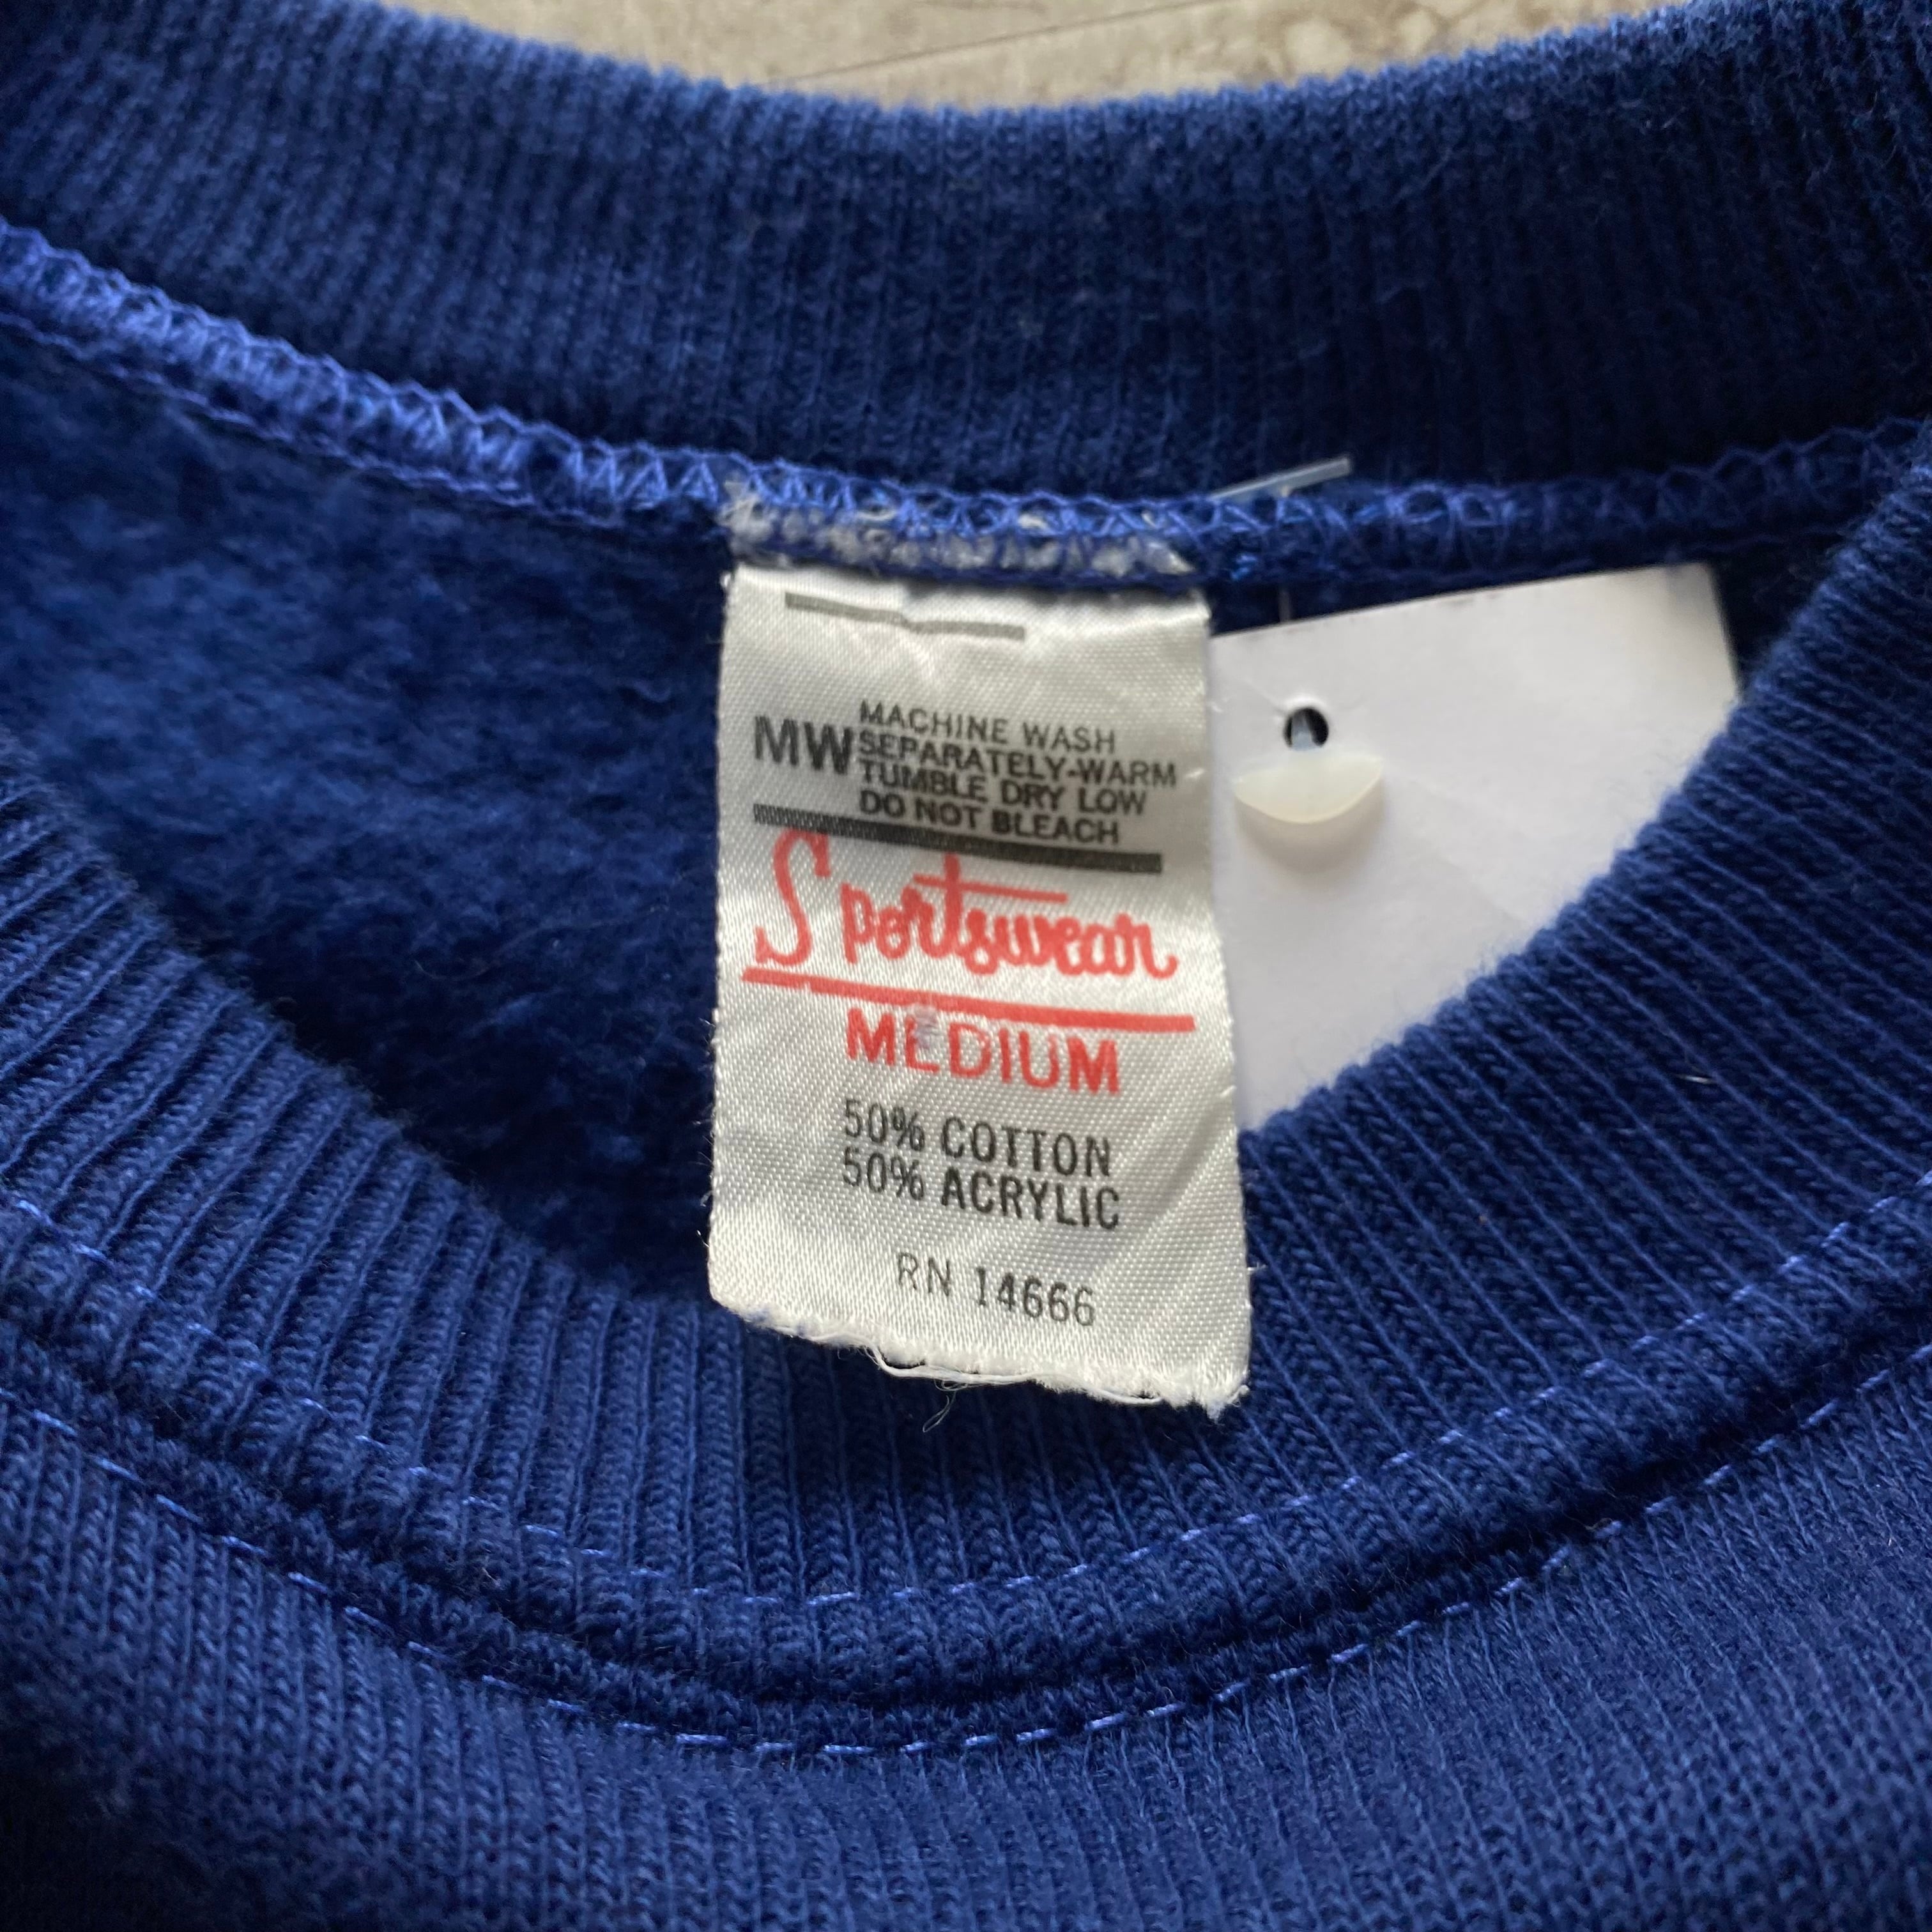 MACHINE WASH
MW SEPARATELY-WARM
TUMBLE DRY LOW
DO NOT BLEACH
Sportswear
MEDIUM
50% COTTON
50% ACRYLIC
RN 14666